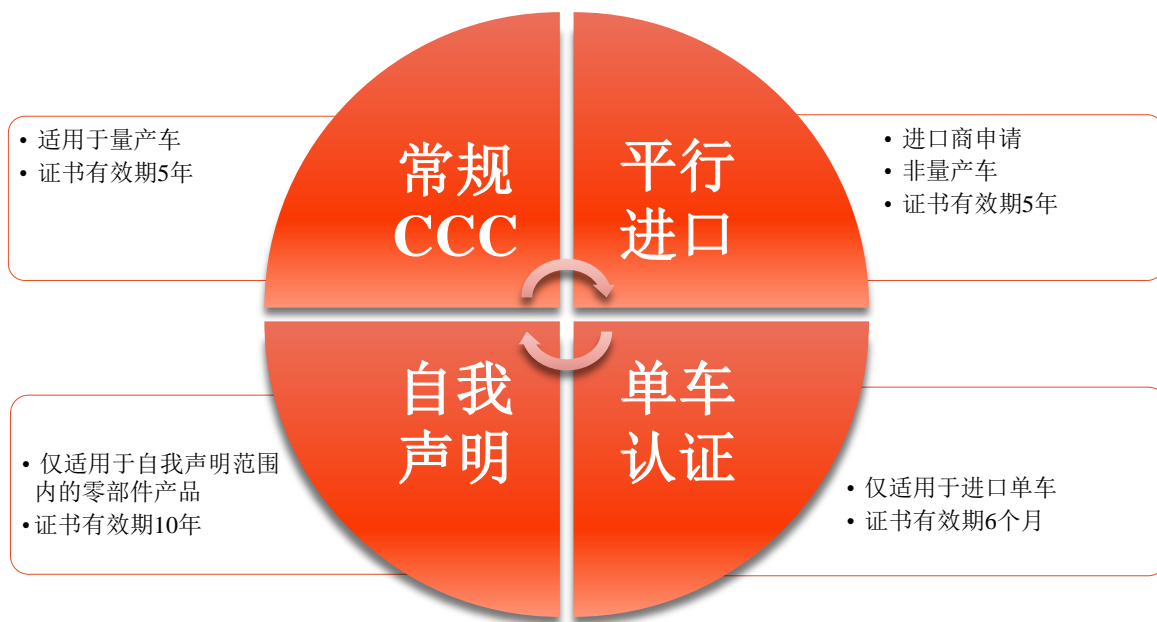 • 适用于量产车
• 证书有效期5年
常规
CCC
平行
进口
• 进口商申请
• 非量产车
• 证书有效期5年
• 仅适用于自我声明范围
内的零部件产品
• 证书有效期10年
自我
声明
单车
认证
• 仅适用于进口单车
• 证书有效期6个月